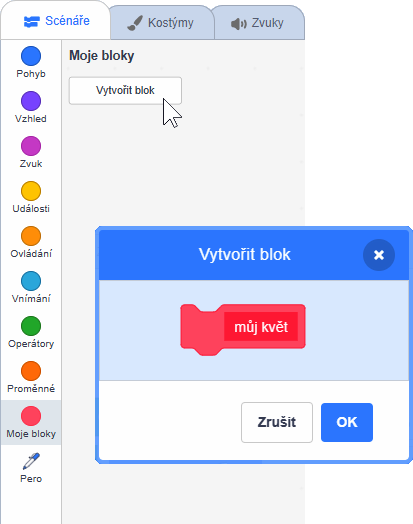 Scénáře
Kostýmy
Zvuky
Pohyb
Vzhled
Zvuk
Události
Ovládání
Vnímání
Operátory
Proměnné
Moje bloky
Pero
Moje bloky
Vytvořit blok
Vytvořit blok
můj květ
Zrušit
OK